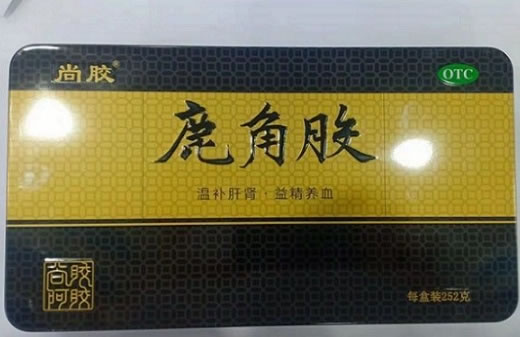 尚胶®
OTC
鹿角胶
温补肝肾·益精养血
尚胶
阿胶
每盒装252克